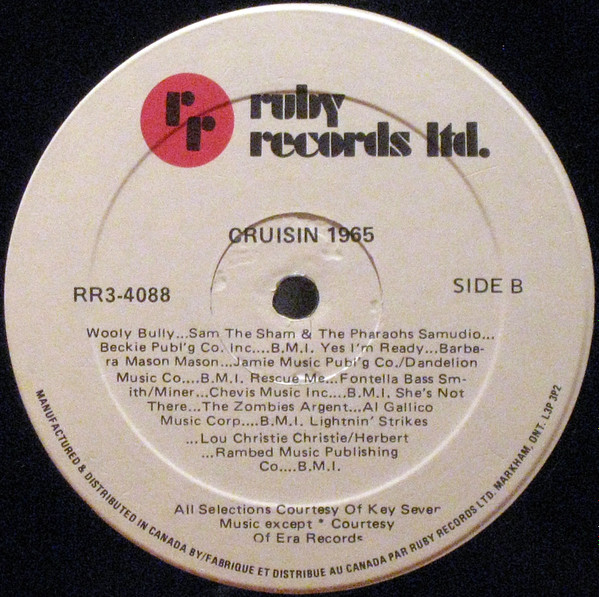 rr
ruby
records ltd.
CRUISIN 1965
RR3-4088
SIDE B
Wooly Bully...Sam The Sham & The Pharaohs Samudio...
Beckie Publ'g Co. Inc....B.M.I. Yes I'm Ready...Barbe-
ra Mason Mason...Jamie Music Publ'g Co./Dandelion
Music Co....B.M.I. Rescue Me...Fontella Bass Sm-
ith/Miner...Chevis Music Inc....B.M.I. She's Not
There...The Zombies Argent...Al Gallico
Music Corp....B.M.I. Lightnin' Strikes
...Lou Christie Christie/Herbert
...Rambed Music Publishing
Co....B.M.I.
All Selections Courtesy Of Key Seven
Music except * Courtesy
Of Era Records
MANUFACTURED & DISTRIBUTED IN CANADA BY/FABRIQUE ET DISTRIBUE AU CANADA PAR RUBY RECORDS LTD. MARKHAM, ONT. L3P 3P2